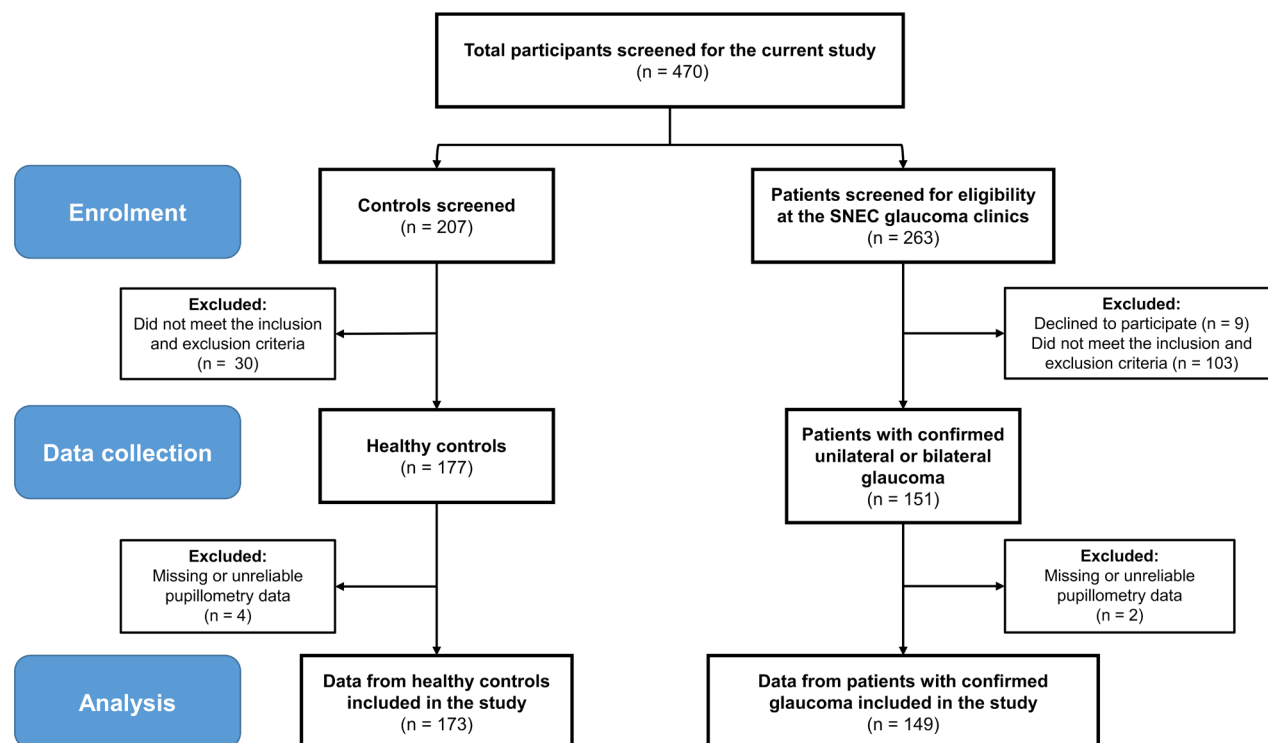 Total participants screened for the current study
(n = 470)
Enrolment
Controls screened
(n = 207)
Patients screened for eligibility
at the SNEC glaucoma clinics
(n = 263)
Excluded:
Did not meet the inclusion
and exclusion criteria
(n =  30)
Excluded:
Declined to participate (n = 9)
Did not meet the inclusion and
exclusion criteria (n = 103)
Data collection
Healthy controls
(n = 177)
Patients with confirmed
unilateral or bilateral
glaucoma
(n = 151)
Excluded:
Missing or unreliable
pupillometry data
(n = 4)
Excluded:
Missing or unreliable
pupillometry data
(n = 2)
Analysis
Data from healthy controls
included in the study
(n = 173)
Data from patients with confirmed
glaucoma included in the study
(n = 149)